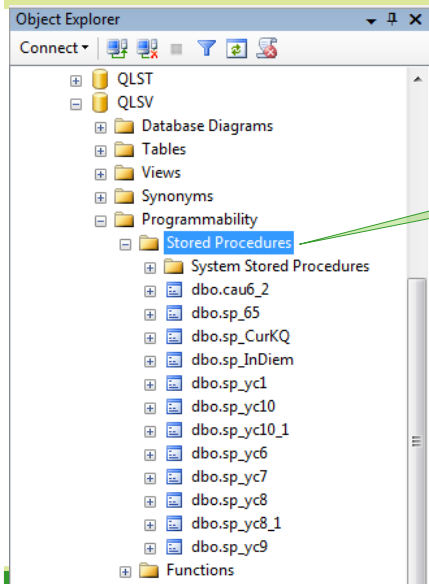 Object Explorer
Connect
QLST
QLSV
Database Diagrams
Tables
Views
Synonyms
Programmability
Stored Procedures
System Stored Procedures
dbo.cau6_2
dbo.sp_65
dbo.sp_CurKQ
dbo.sp_InDiem
dbo.sp_yc1
dbo.sp_yc10
dbo.sp_yc10_1
dbo.sp_yc6
dbo.sp_yc7
dbo.sp_yc8
dbo.sp_yc8_1
dbo.sp_yc9
Functions